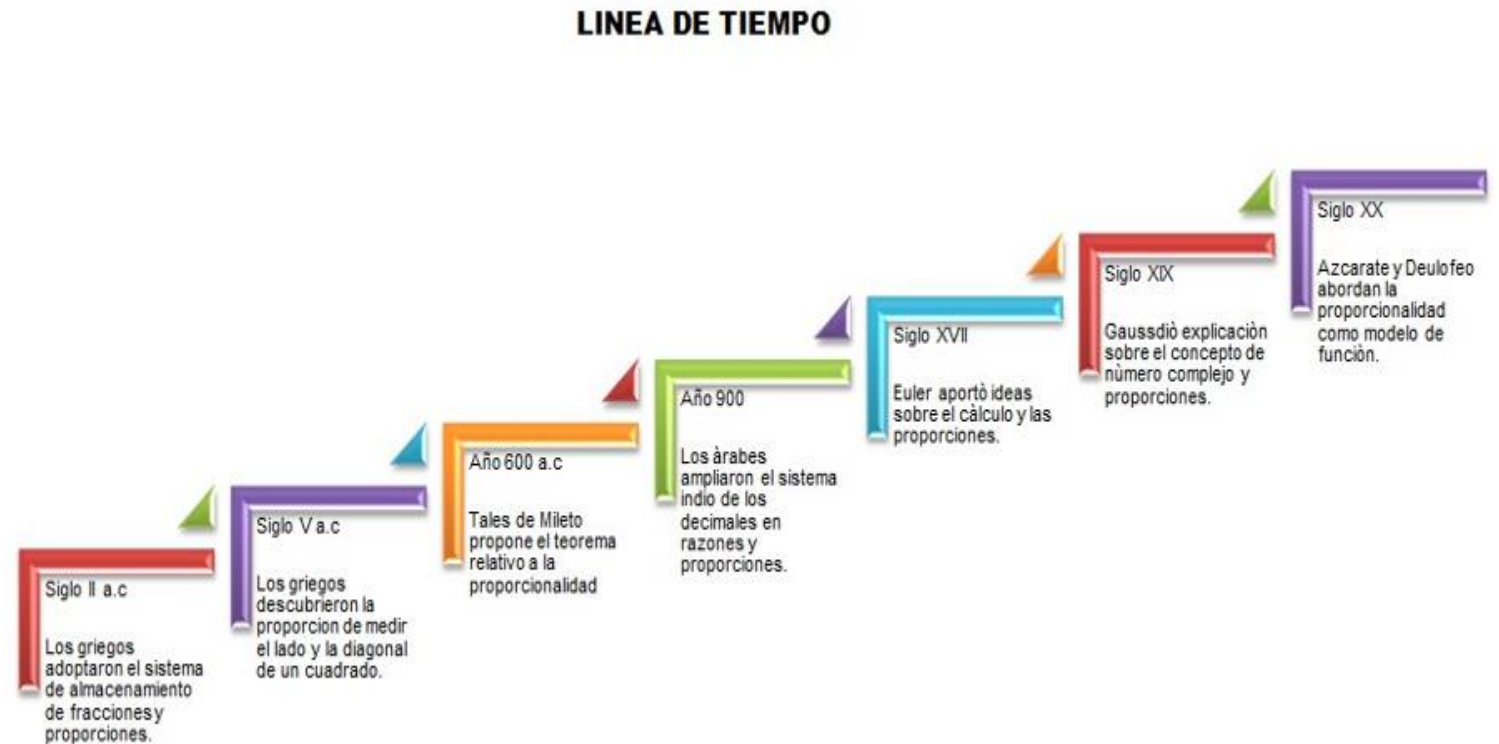 LINEA DE TIEMPO
Siglo II a.c
Los griegos
adoptaron el sistema
de almacenamiento
de fracciones y
proporciones.
Siglo V a.c
Los griegos
descubrieron la
proporcion de medir
el lado y la diagonal
de un cuadrado.
Año 600 a.c
Tales de Mileto
propone el teorema
relativo a la
proporcionalidad
Año 900
Los àrabes
ampliaron el sistema
indio de los
decimales en
razones y
proporciones.
Siglo XVII
Euler aportò ideas
sobre el càlculo y las
proporciones.
Siglo XIX
Gaussdiò explicaciòn
sobre el concepto de
nùmero complejo y
proporciones.
Siglo XX
Azcarate y Deulofeo
abordan la
proporcionalidad
como modelo de
funciòn.